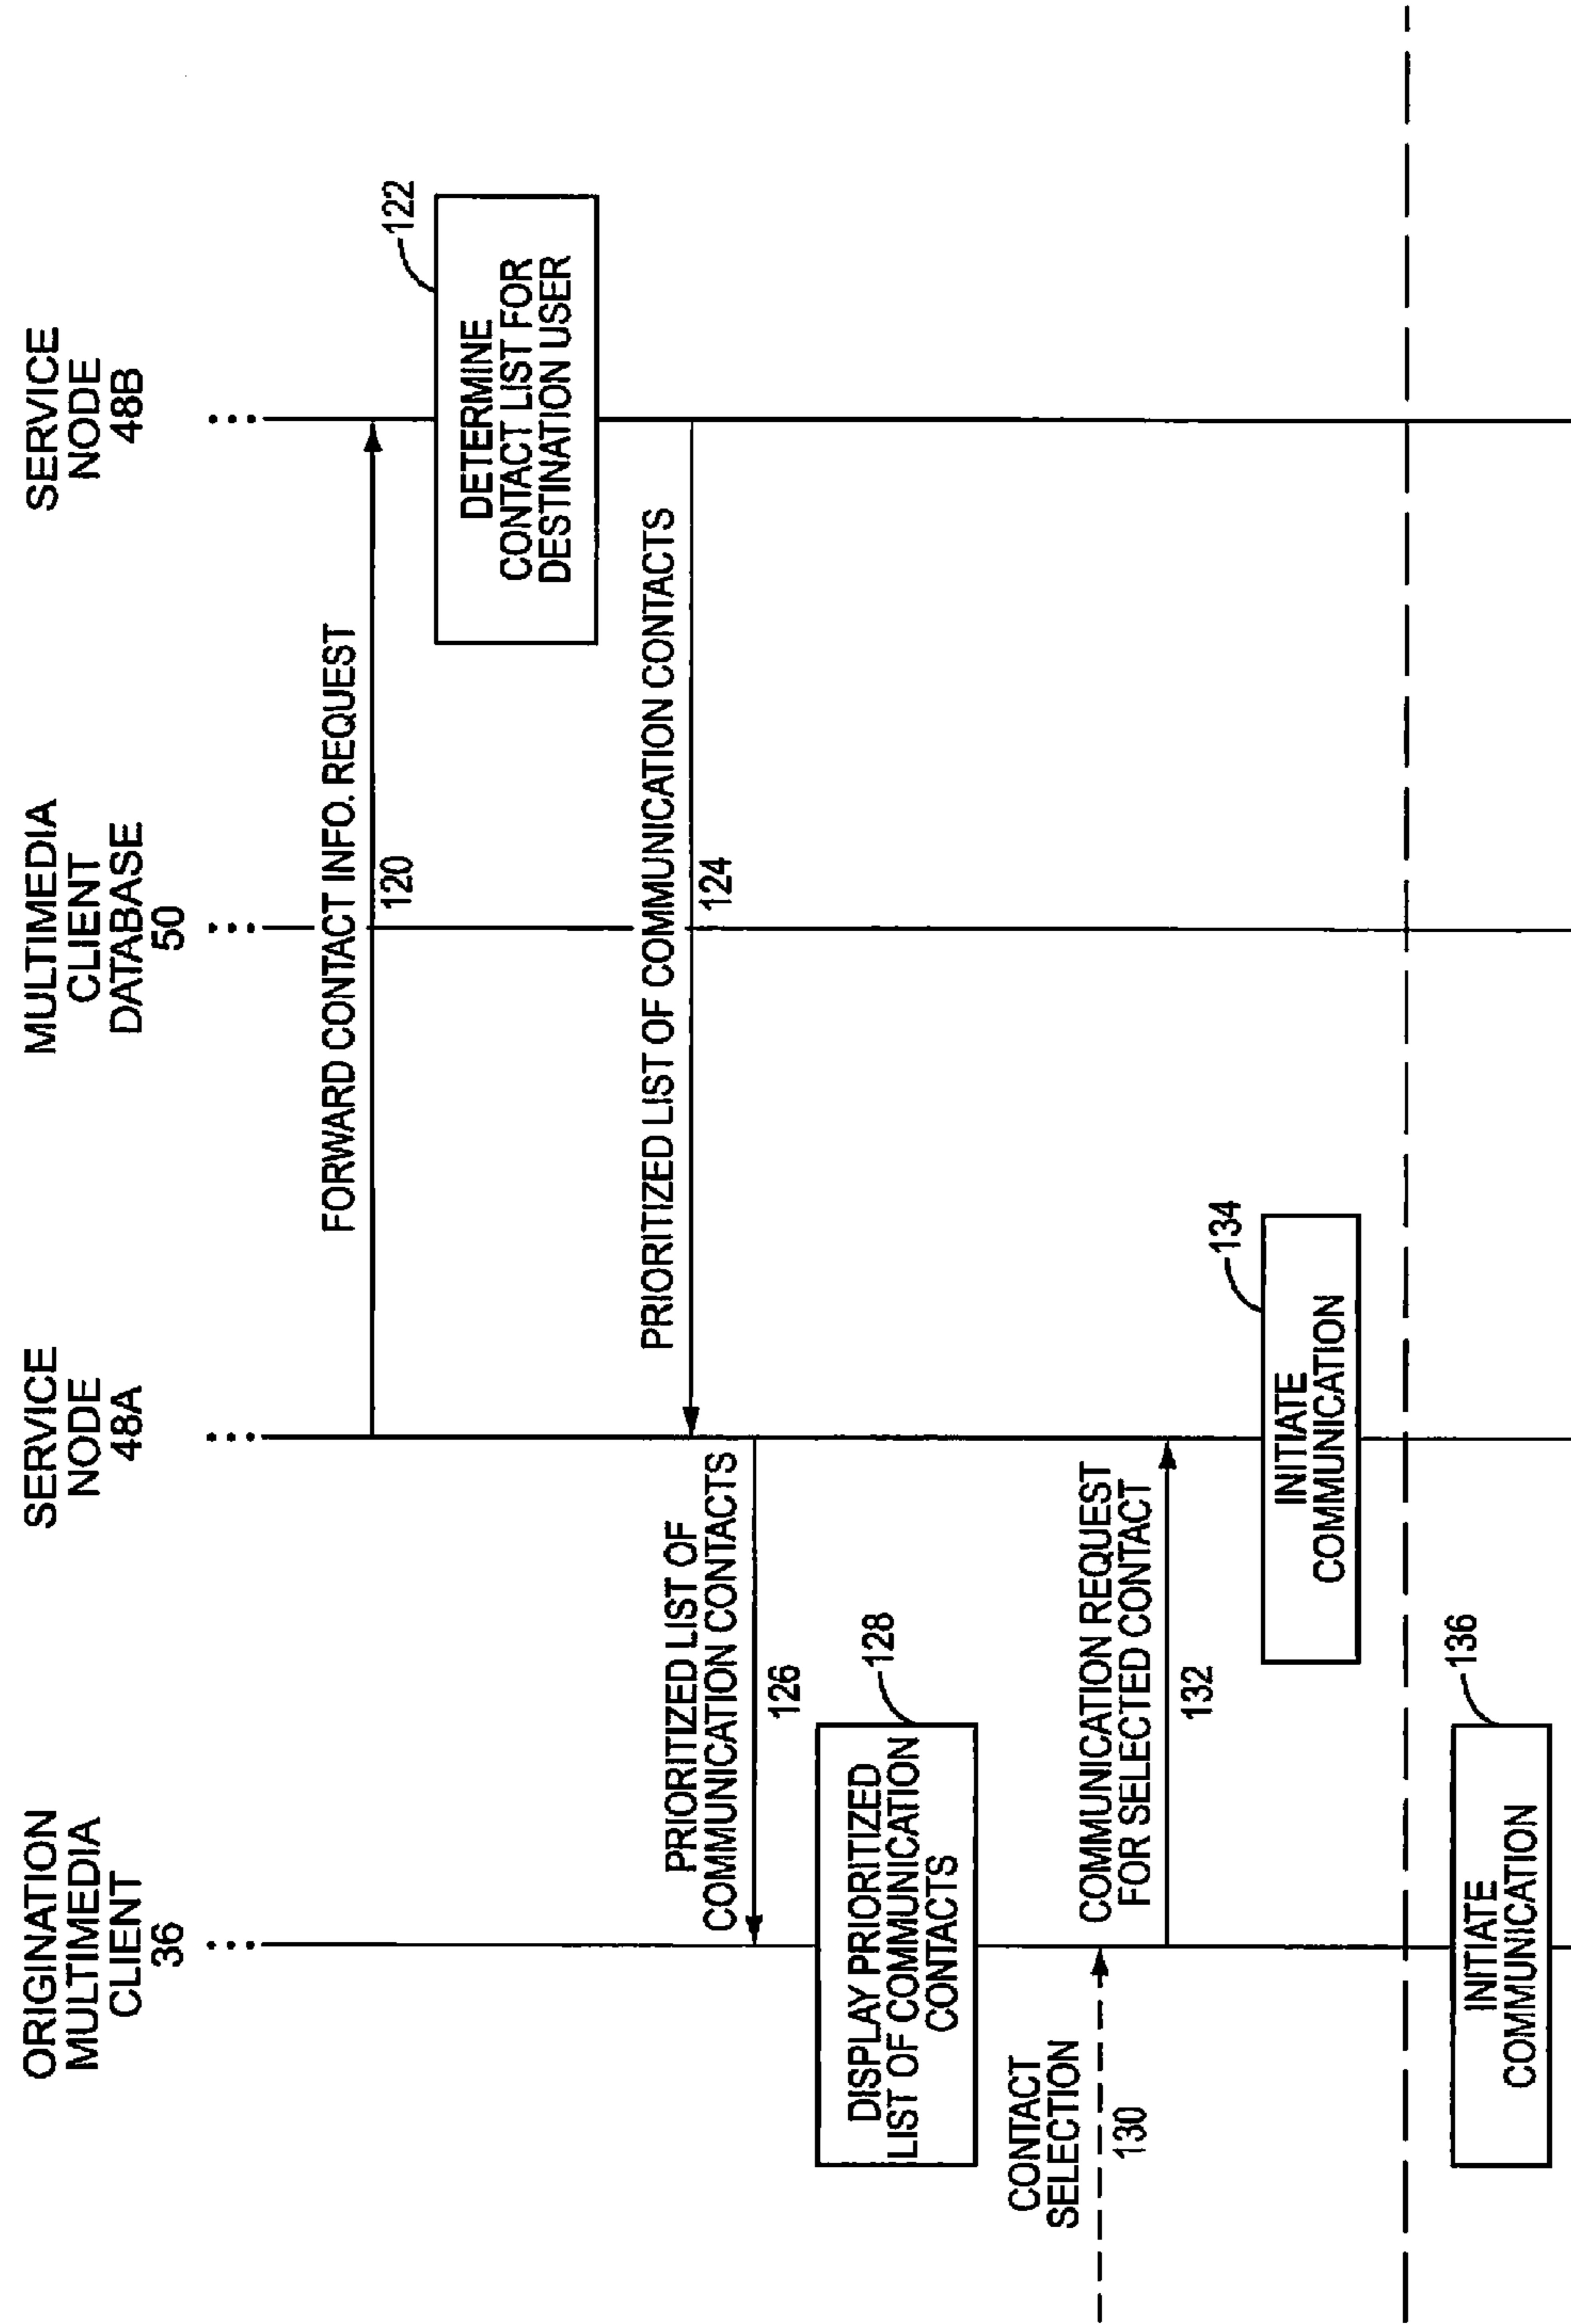 ORIGINATION
MULTIMEDIA
CLIENT
36
SERVICE
NODE
48A
MULTIMEDIA
CLIENT
DATABASE
50
SERVICE
NODE
48B
FORWARD CONTACT INFO. REQUEST
120
122
DETERMINE
CONTACT LIST FOR
DESTINATION USER
PRIORITIZED LIST OF COMMUNICATION CONTACTS
124
PRIORITIZED LIST OF
COMMUNICATION CONTACTS
126
128
DISPLAY PRIORITIZED
LIST OF COMMUNICATION
CONTACTS
CONTACT
SELECTION
130
COMMUNICATION REQUEST
FOR SELECTED CONTACT
132
134
INITIATE
COMMUNICATION
136
INITIATE
COMMUNICATION